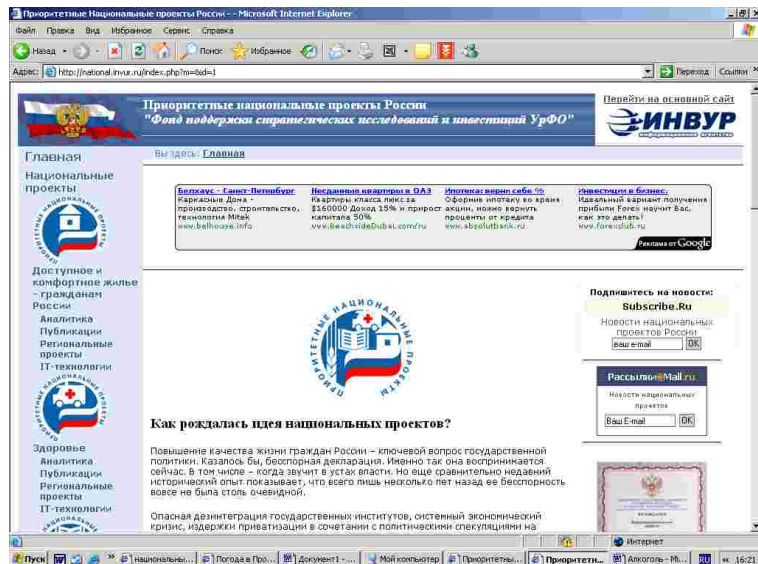 Приоритетные Национальные проекты России - - Microsoft Internet Explorer
Файл Правка Вид Избранное Сервис Справка
Назад Поиск Избранное
Адрес: http://national.invur.ru/index.php?m=&id=1 Переход Ссылки »
Приоритетные национальные проекты России
"Фонд поддержки стратегических исследований и инвестиций УрФО"
Перейти на основной сайт
ИНВУР
информационное агентство
Вы здесь: Главная
Главная
Национальные
проекты
Доступное и
комфортное жилье
- гражданам
России
Аналитика
Публикации
Региональные
проекты
IT-технологии
Здоровье
Аналитика
Публикации
Региональные
проекты
IT-технологии
Белхаус - Санкт-Петербург
Каркасные Дома -
производство, строительство,
технология Mitek
www.belhouse.info
Несданные квартиры в ОАЭ
Квартиры класса люкс за
$160000 Доход 15% и прирост
капитала 50%
www.BeachsideDubai.com/ru
Ипотека: верни себе %
Оформив ипотеку во время
акции, можно вернуть
проценты от кредита
www.absolutbank.ru
Инвестиции в бизнес.
Идеальный вариант получения
прибыли Forex научит Вас,
как это делать!
www.forexclub.ru
Реклама от Google
ПРИОРИТЕТНЫЕ НАЦИОНАЛЬНЫЕ ПРОЕКТЫ
Как рождалась идея национальных проектов?
Повышение качества жизни граждан России – ключевой вопрос государственной
политики. Казалось бы, бесспорная декларация. Именно так она воспринимается
сейчас. В том числе – когда звучит в устах власти. Но еще сравнительно недавний
исторический опыт показывает, что всего лишь несколько лет назад ее бесспорность
вовсе не была столь очевидной.
Опасная дезинтеграция государственных институтов, системный экономический
кризис, издержки приватизации в сочетании с политическими спекуляциями на
Подпишитесь на новости:
Subscribe.Ru
Новости национальных
проектов России
ваш e-mail OK
Рассылки@Mail.ru
Новости национальных
проектов
Ваш E-mail OK
Интернет
Пуск » национальны... Погода в Про... Документ1 - ... Мой компьютер Приоритетны... Приоритетн... Алкоголь - Mi... RU « 16:21